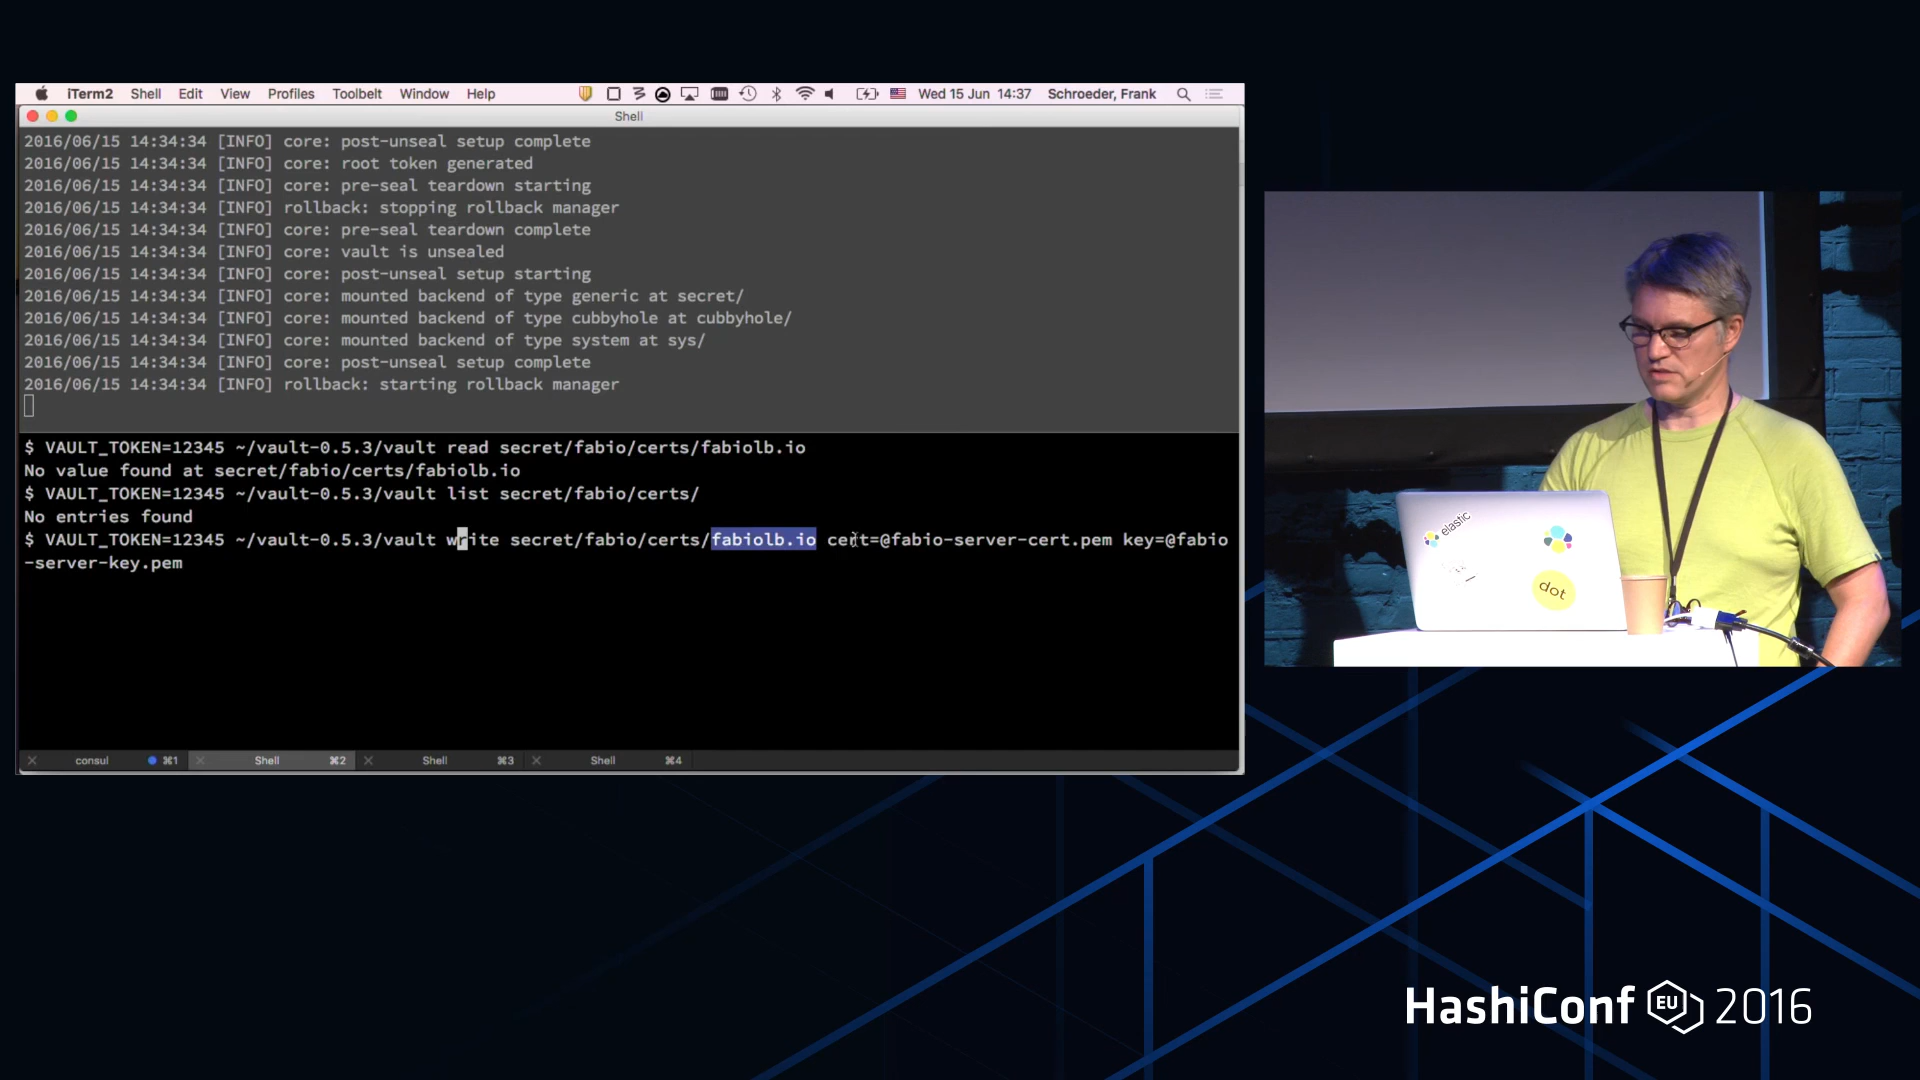 iTerm2 Shell Edit View Profiles Toolbelt Window Help Wed 15 Jun 14:37 Schroeder, Frank
Shell
2016/06/15 14:34:34 [INFO] core: post-unseal setup complete
2016/06/15 14:34:34 [INFO] core: root token generated
2016/06/15 14:34:34 [INFO] core: pre-seal teardown starting
2016/06/15 14:34:34 [INFO] rollback: stopping rollback manager
2016/06/15 14:34:34 [INFO] core: pre-seal teardown complete
2016/06/15 14:34:34 [INFO] core: vault is unsealed
2016/06/15 14:34:34 [INFO] core: post-unseal setup starting
2016/06/15 14:34:34 [INFO] core: mounted backend of type generic at secret/
2016/06/15 14:34:34 [INFO] core: mounted backend of type cubbyhole at cubbyhole/
2016/06/15 14:34:34 [INFO] core: mounted backend of type system at sys/
2016/06/15 14:34:34 [INFO] core: post-unseal setup complete
2016/06/15 14:34:34 [INFO] rollback: starting rollback manager
$ VAULT_TOKEN=12345 ~/vault-0.5.3/vault read secret/fabio/certs/fabiolb.io
No value found at secret/fabio/certs/fabiolb.io
$ VAULT_TOKEN=12345 ~/vault-0.5.3/vault list secret/fabio/certs/
No entries found
$ VAULT_TOKEN=12345 ~/vault-0.5.3/vault write secret/fabio/certs/fabiolb.io cert=@fabio-server-cert.pem key=@fabio
-server-key.pem
consul ⌘1 Shell ⌘2 Shell ⌘3 Shell ⌘4
elastic
dot
HashiConf EU 2016